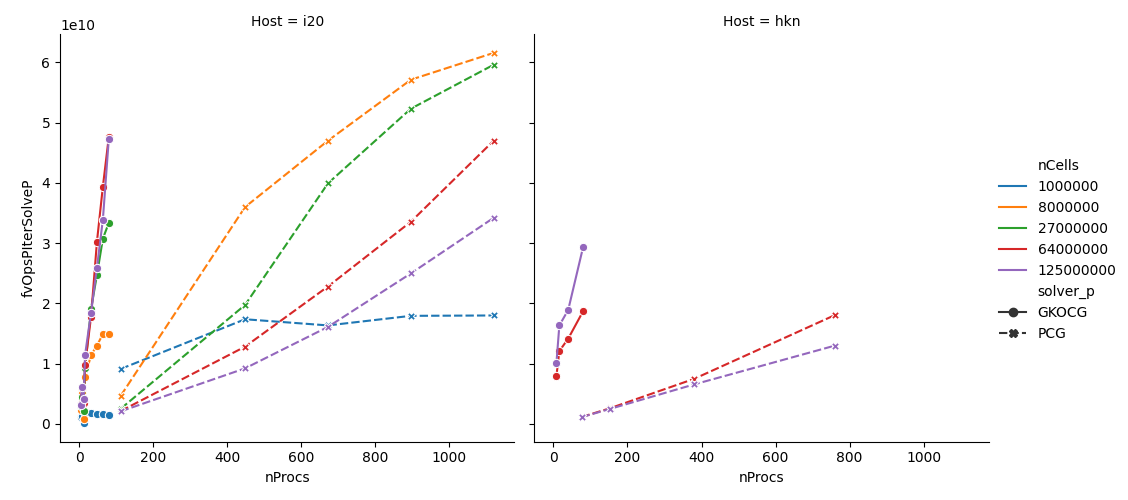 Host = i20
Host = hkn
1e10
6
5
4
3
2
1
0
fvOpsPIterSolveP
0 200 400 600 800 1000
nProcs
0 200 400 600 800 1000
nProcs
nCells
1000000
8000000
27000000
64000000
125000000
solver_p
GKOCG
PCG